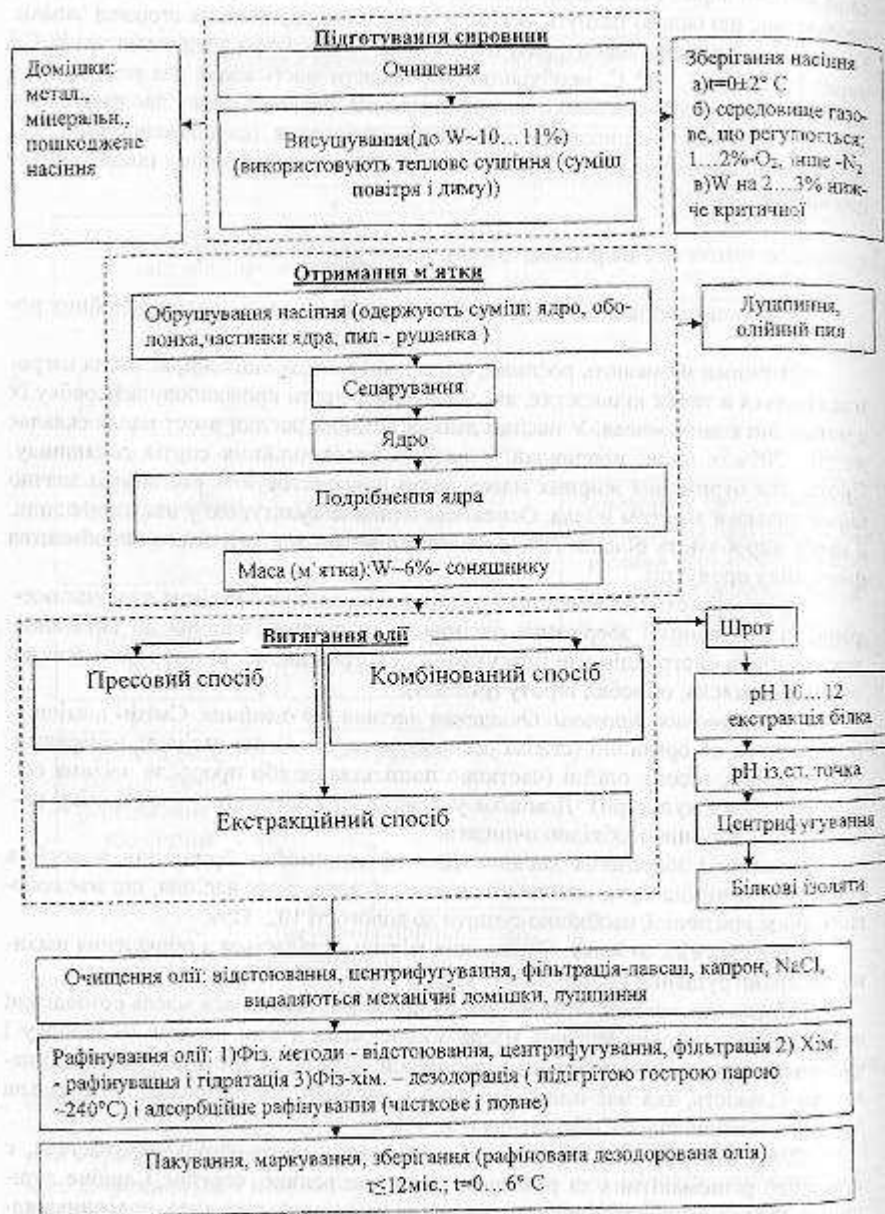 Підготування сировини
Домішки:
метал.,
мінеральн.,
пошкоджене
насіння
Очищення
Висушування(до W~10…11%)
(використовують теплове сушіння (суміш
повітря і диму))
Зберігання насіння
а)t=0±2° С
б) середовище газо-
ве, що регулюється;
1…2%-O₂, інше -N₂
в)W на 2…3% ниж-
че критичної
Отримання м`ятки
Обрушування насіння (одержують суміш: ядро, обо-
лонка,частинки ядра, пил - рушанка )
Лушпиння,
олійний пил
Сепарування
Ядро
Подрібнення ядра
Маса (м`ятка):W~6%- соняшнику
Витягання олії
Пресовий спосіб
Комбінований спосіб
Екстракційний спосіб
Шрот
рН 10…12
екстракція білка
рН із.ел. точка
Центрифугування
Білкові ізоляти
Очищення олії: відстоювання, центрифугування, фільтрація-лавсан, капрон, NaCl,
видаляються механічні домішки, лушпиння
Рафінування олії: 1)Фіз. методи - відстоювання, центрифугування, фільтрація 2) Хім.
- рафінування і гідратація 3)Фіз-хім. – дезодорація ( підігрітою гострою парою
~240°С) і адсорбційне рафінування (часткове і повне)
Пакування, маркування, зберігання (рафінована дезодорована олія)
τ≤12міс.; t=0…6° С